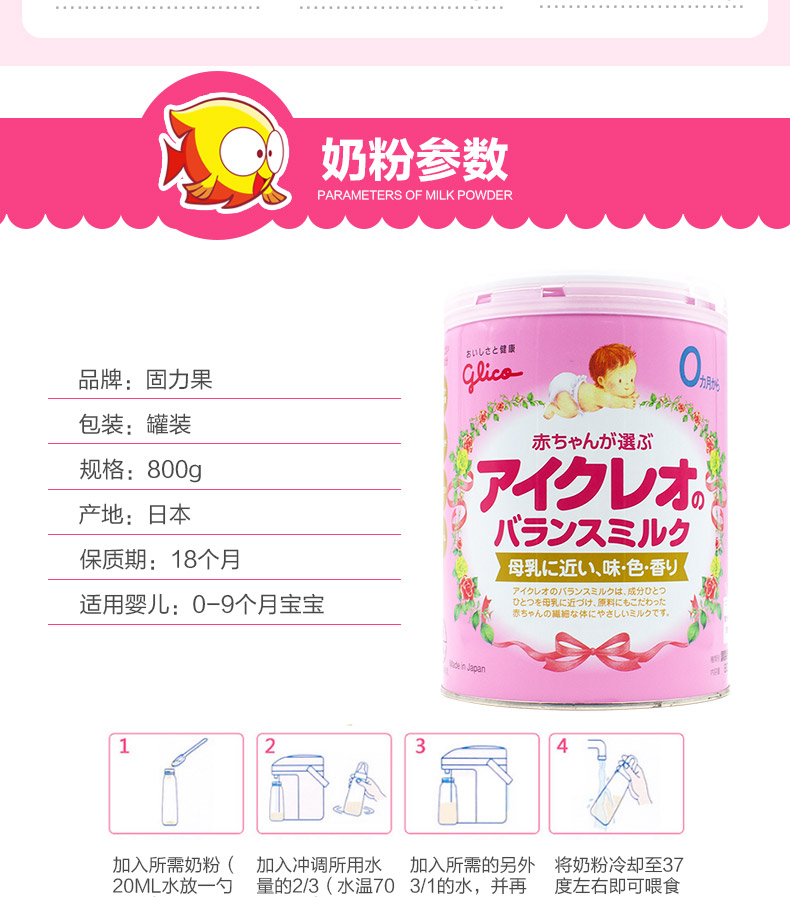 奶粉参数
PARAMETERS OF MILK POWDER
品牌：固力果
包装：罐装
规格：800g
产地：日本
保质期：18个月
适用婴儿：0-9个月宝宝
おいしさと健康
glico
0カ月から
赤ちゃんが選ぶ
アイクレオの
バランスミルク
母乳に近い、味・色・香り
アイクレオのバランスミルクは、成分ひとつ
ひとつを母乳に近づけ、原料にもこだわった
赤ちゃんの繊細な体にやさしいミルクです。
Made in Japan
1
2
3
4
加入所需奶粉（
20ML水放一勺
加入冲调所用水
量的2/3（水温70
加入所需的另外
3/1的水，并再
将奶粉冷却至37
度左右即可喂食